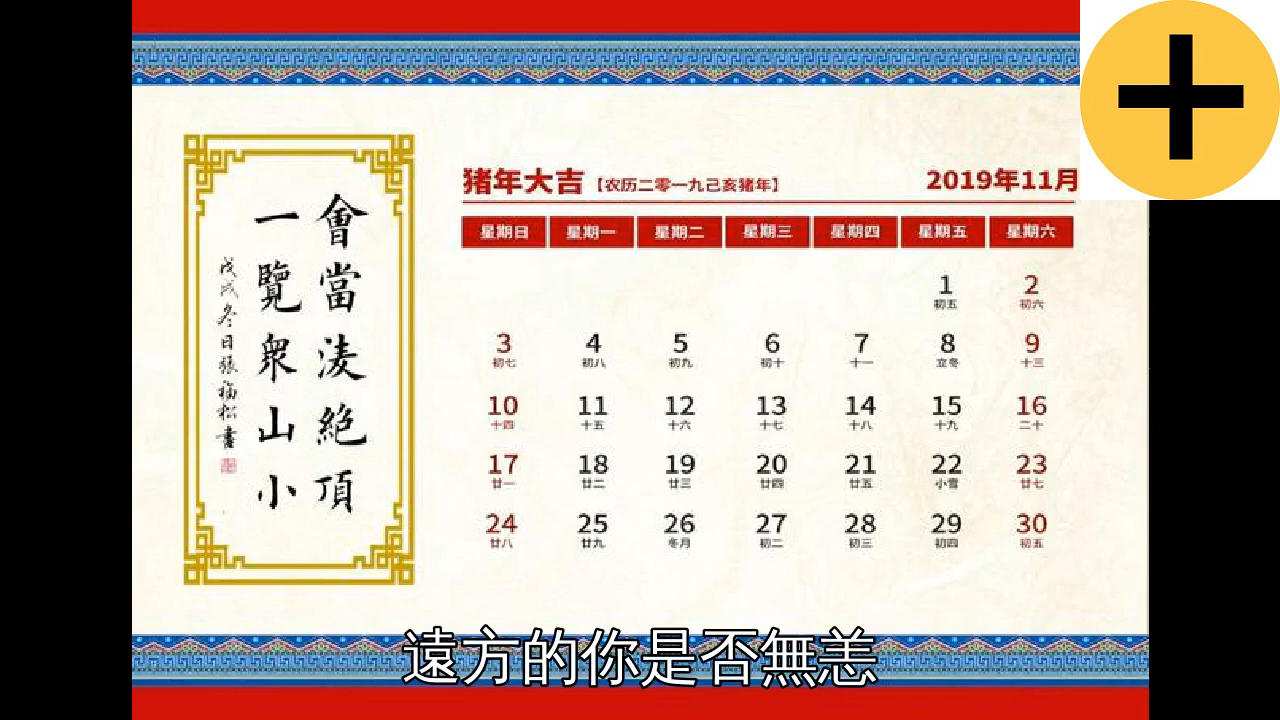 會當淩絕頂
一覽衆山小
戊戌冬日張福松書
猪年大吉【农历二零一九己亥猪年】 2019年11月
星期日 星期一 星期二 星期三 星期四 星期五 星期六
1 2
初五 初六
3 4 5 6 7 8 9
初七 初八 初九 初十 十一 立冬 十三
10 11 12 13 14 15 16
十四 十五 十六 十七 十八 十九 二十
17 18 19 20 21 22 23
廿一 廿二 廿三 廿四 廿五 小雪 廿七
24 25 26 27 28 29 30
廿八 廿九 冬月 初二 初三 初四 初五
遠方的你是否無恙